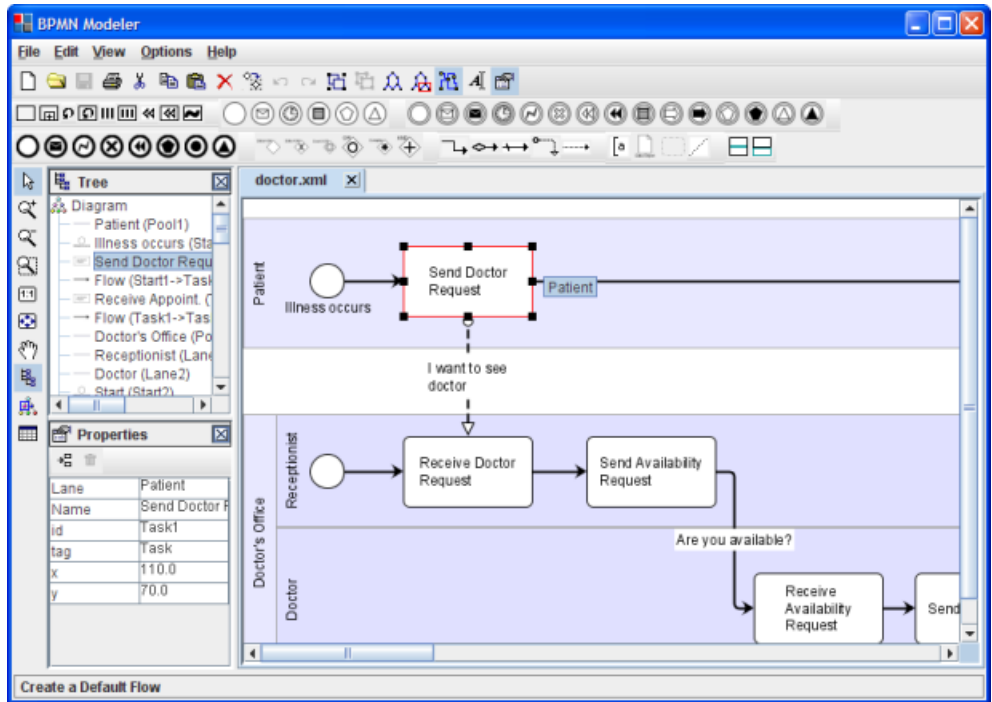 BPMN Modeler
File Edit View Options Help
Tree
doctor.xml
Diagram
Patient (Pool1)
Illness occurs (Sta
Send Doctor Requ
Flow (Start1->Task
Receive Appoint. (T
Flow (Task1->Tas
Doctor's Office (Po
Receptionist (Lane
Doctor (Lane2)
Start (Start2)
1:1
Properties
Lane Patient
Name Send Doctor R
id Task1
tag Task
x 110.0
y 70.0
Patient
Illness occurs
Send Doctor
Request
Patient
I want to see
doctor
Doctor's Office
Receptionist
Receive Doctor
Request
Send Availability
Request
Are you available?
Doctor
Receive
Availability
Request
Send
Create a Default Flow